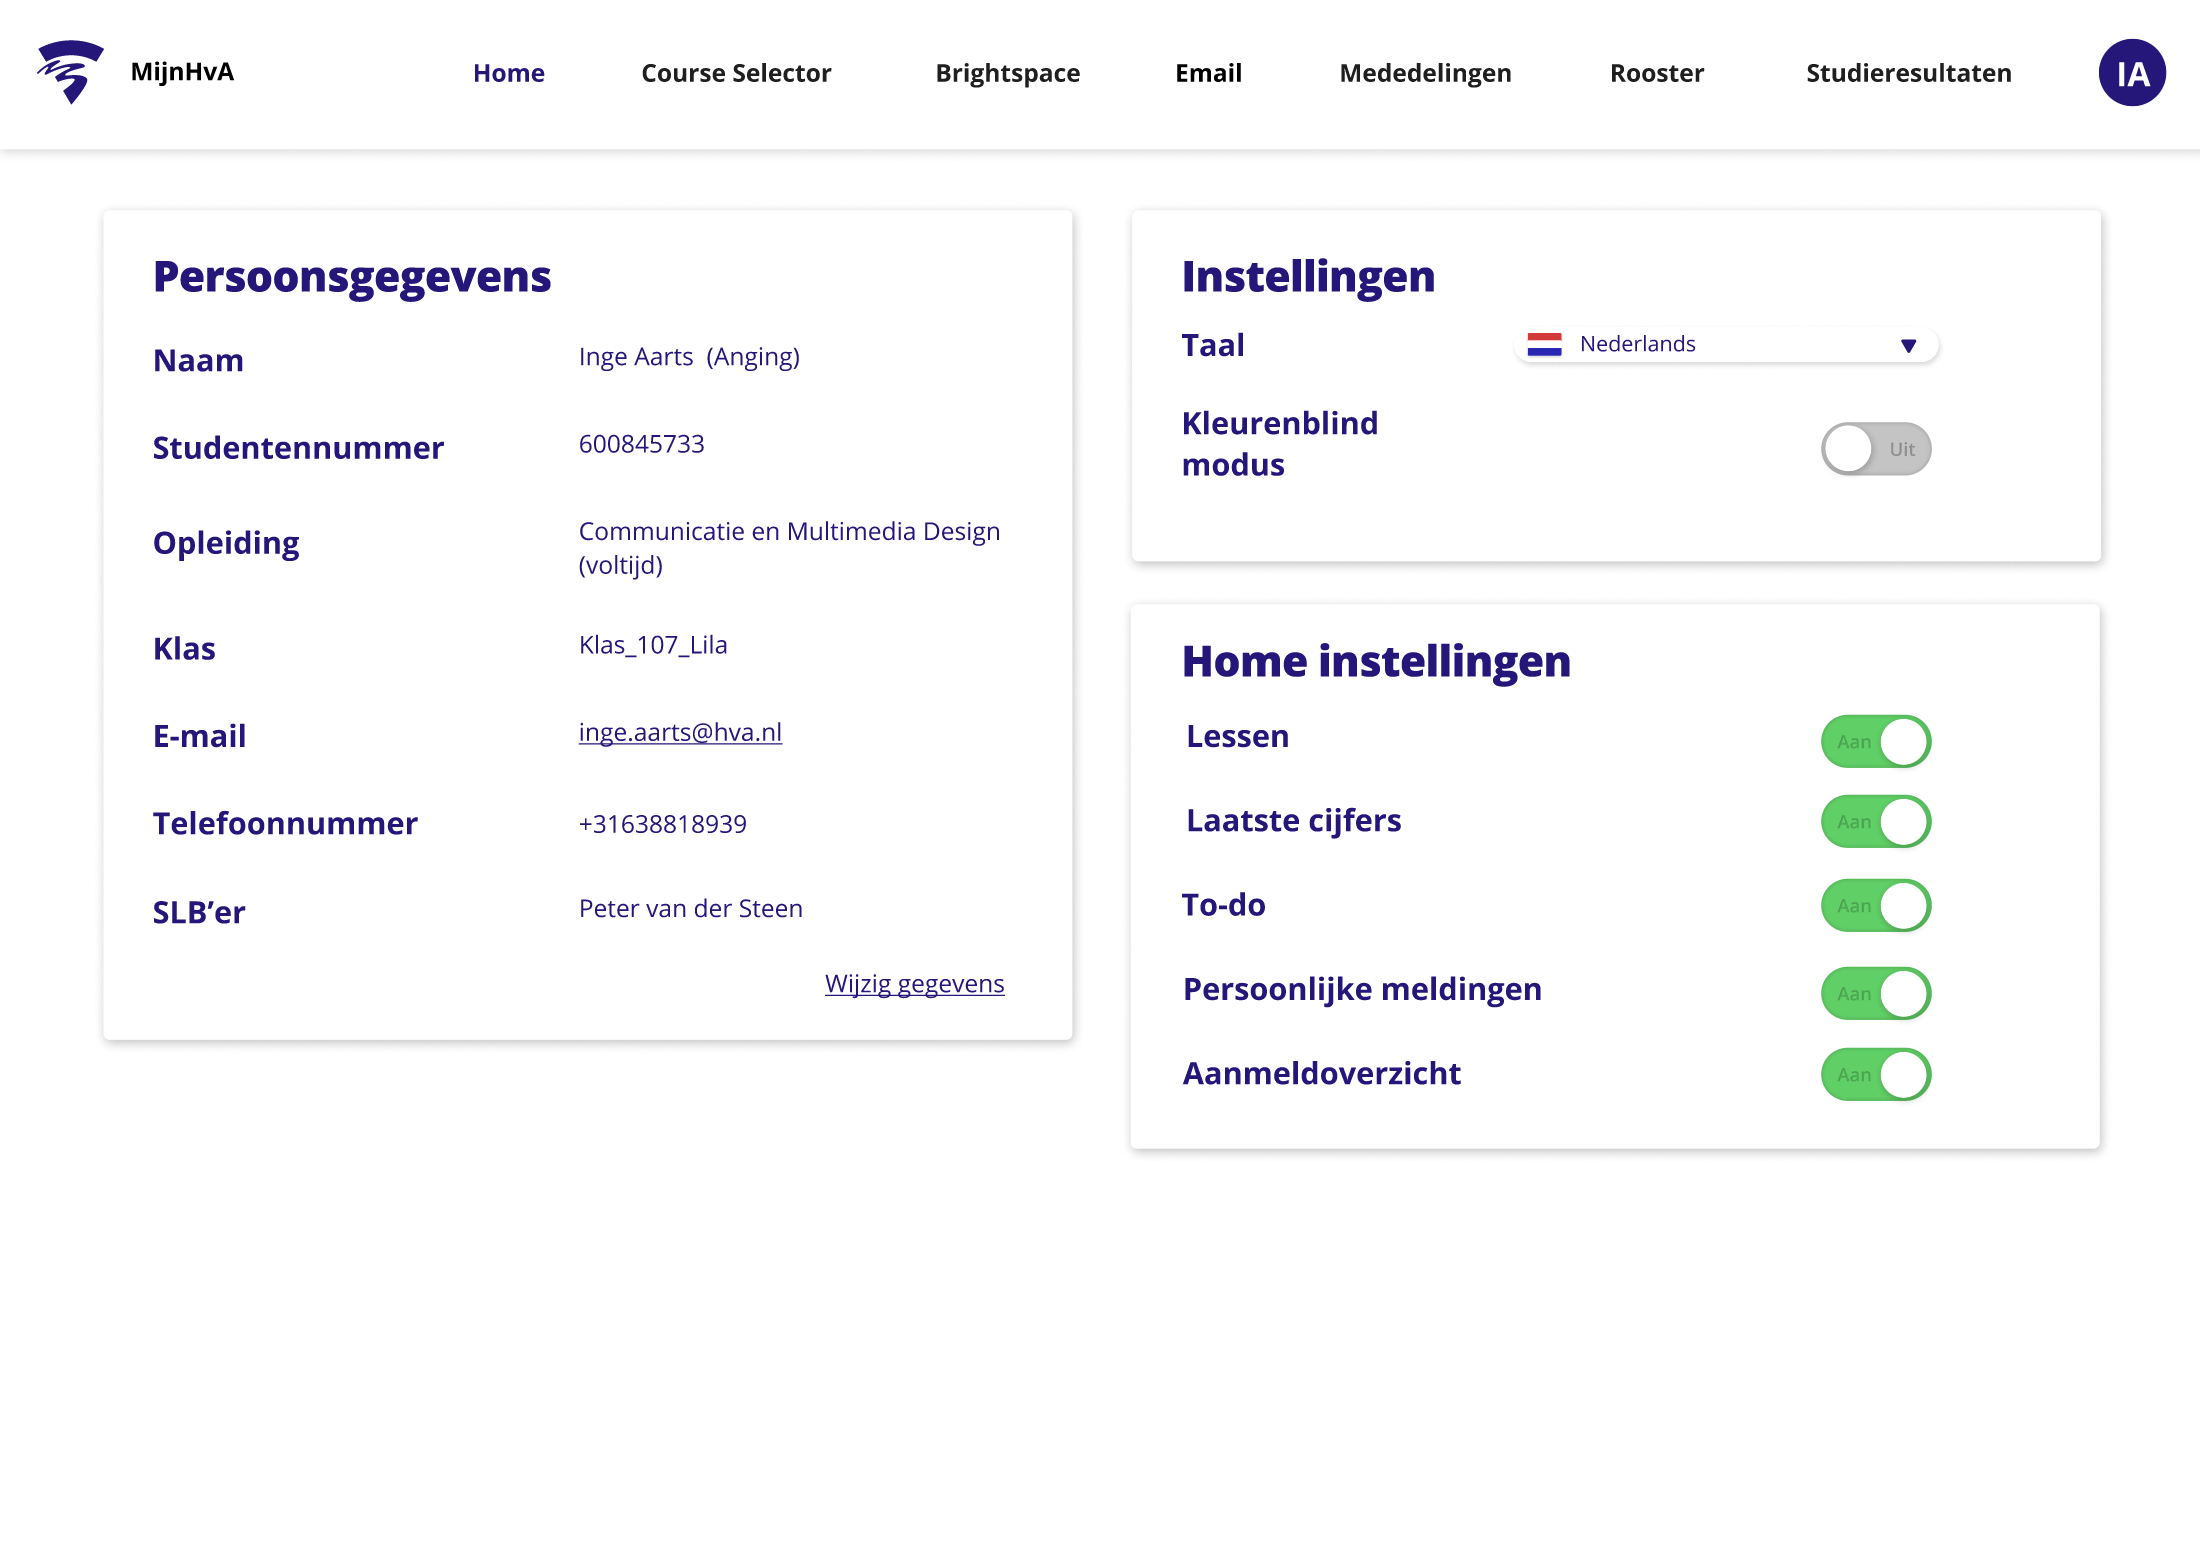 MijnHvA
Home
Course Selector
Brightspace
Email
Mededelingen
Rooster
Studieresultaten
IA
Persoonsgegevens
Naam
Inge Aarts (Anging)
Studentennummer
600845733
Opleiding
Communicatie en Multimedia Design
(voltijd)
Klas
Klas_107_Lila
E-mail
inge.aarts@hva.nl
Telefoonnummer
+31638818939
SLB’er
Peter van der Steen
Wijzig gegevens
Instellingen
Taal
Nederlands
Kleurenblind
modus
Uit
Home instellingen
Lessen
Aan
Laatste cijfers
Aan
To-do
Aan
Persoonlijke meldingen
Aan
Aanmeldoverzicht
Aan